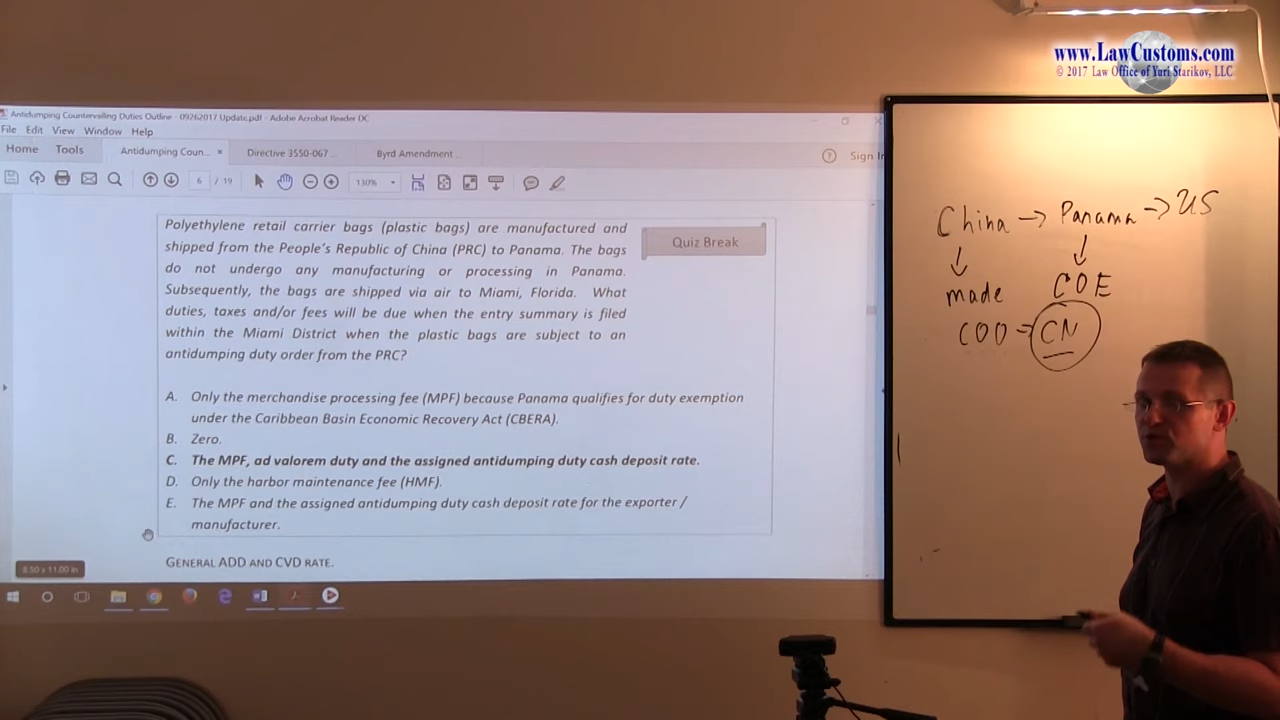 www.LawCustoms.com
© 2017 Law Office of Yuri Starikov, LLC
Antidumping Countervailing Duties Outline - 09262017 Update.pdf - Adobe Acrobat Reader DC
File Edit View Window Help
Home Tools Antidumping Coun... × Directive 3550-067 ... Byrd Amendment... Sign In
6 / 19 130%
Polyethylene retail carrier bags (plastic bags) are manufactured and
shipped from the People's Republic of China (PRC) to Panama. The bags
do not undergo any manufacturing or processing in Panama.
Subsequently, the bags are shipped via air to Miami, Florida. What
duties, taxes and/or fees will be due when the entry summary is filed
within the Miami District when the plastic bags are subject to an
antidumping duty order from the PRC?
Quiz Break
A. Only the merchandise processing fee (MPF) because Panama qualifies for duty exemption
under the Caribbean Basin Economic Recovery Act (CBERA).
B. Zero.
C. The MPF, ad valorem duty and the assigned antidumping duty cash deposit rate.
D. Only the harbor maintenance fee (HMF).
E. The MPF and the assigned antidumping duty cash deposit rate for the exporter /
manufacturer.
GENERAL ADD AND CVD RATE.
8.50 x 11.00 in
China → Panama → US
made COE
COO = CN